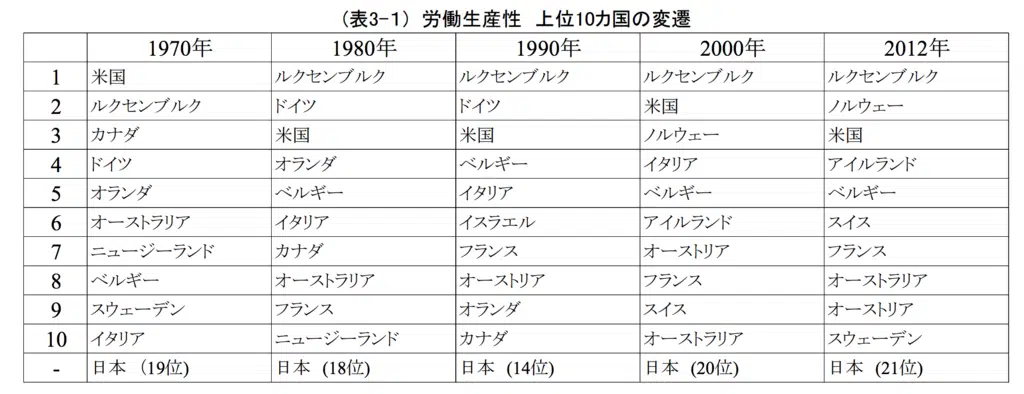 (表3-1) 労働生産性 上位10カ国の変遷
1970年 1980年 1990年 2000年 2012年
1 米国 ルクセンブルク ルクセンブルク ルクセンブルク ルクセンブルク
2 ルクセンブルク ドイツ ドイツ 米国 ノルウェー
3 カナダ 米国 米国 ノルウェー 米国
4 ドイツ オランダ ベルギー イタリア アイルランド
5 オランダ ベルギー イタリア ベルギー ベルギー
6 オーストラリア イタリア イスラエル アイルランド スイス
7 ニュージーランド カナダ フランス オーストリア フランス
8 ベルギー オーストラリア オーストリア フランス オーストラリア
9 スウェーデン フランス オランダ スイス オーストリア
10 イタリア ニュージーランド カナダ オーストラリア スウェーデン
- 日本 (19位) 日本 (18位) 日本 (14位) 日本 (20位) 日本 (21位)